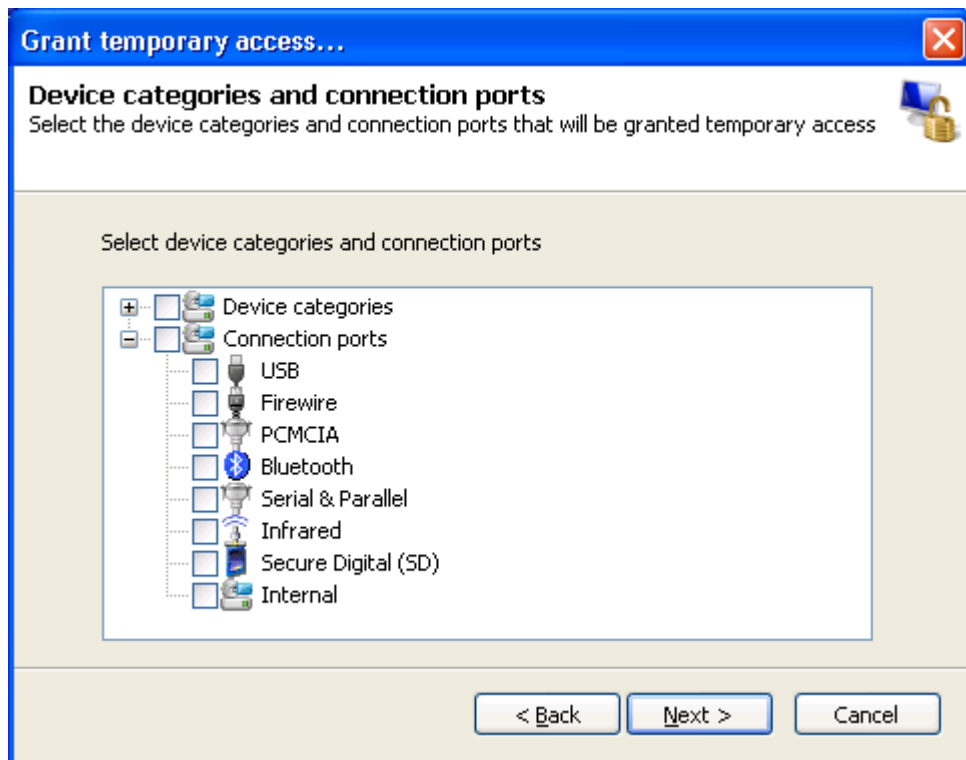 Grant temporary access...
Device categories and connection ports
Select the device categories and connection ports that will be granted temporary access
Select device categories and connection ports
Device categories
Connection ports
USB
Firewire
PCMCIA
Bluetooth
Serial & Parallel
Infrared
Secure Digital (SD)
Internal
< Back Next > Cancel